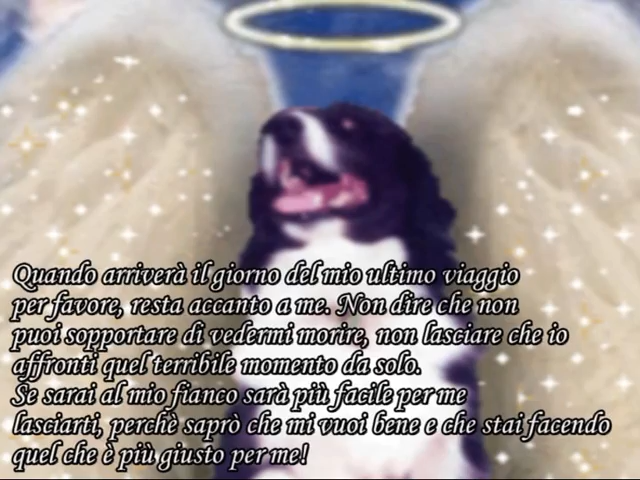 Quando arriverà il giorno del mio ultimo viaggio
per favore, resta accanto a me. Non dire che non
puoi sopportare di vedermi morire, non lasciare che io
affronti quel terribile momento da solo.
Se sarai al mio fianco sarà più facile per me
lasciarti, perchè saprò che mi vuoi bene e che stai facendo
quel che è più giusto per me!